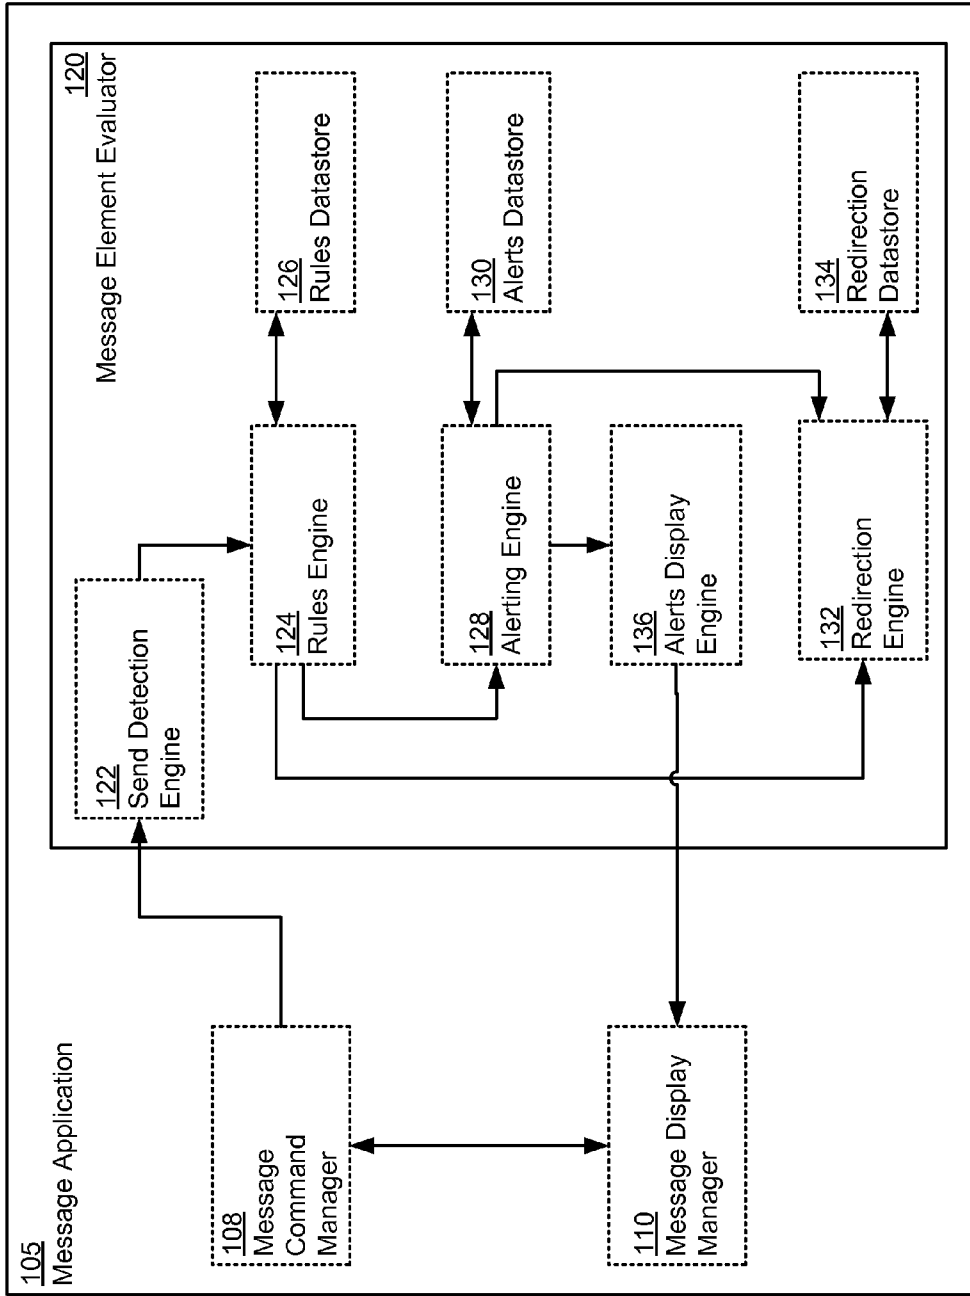 105
Message Application
108
Message
Command
Manager
110
Message Display
Manager
120
Message Element Evaluator
122
Send Detection
Engine
124
Rules Engine
126
Rules Datastore
128
Alerting Engine
130
Alerts Datastore
136
Alerts Display
Engine
132
Redirection
Engine
134
Redirection
Datastore